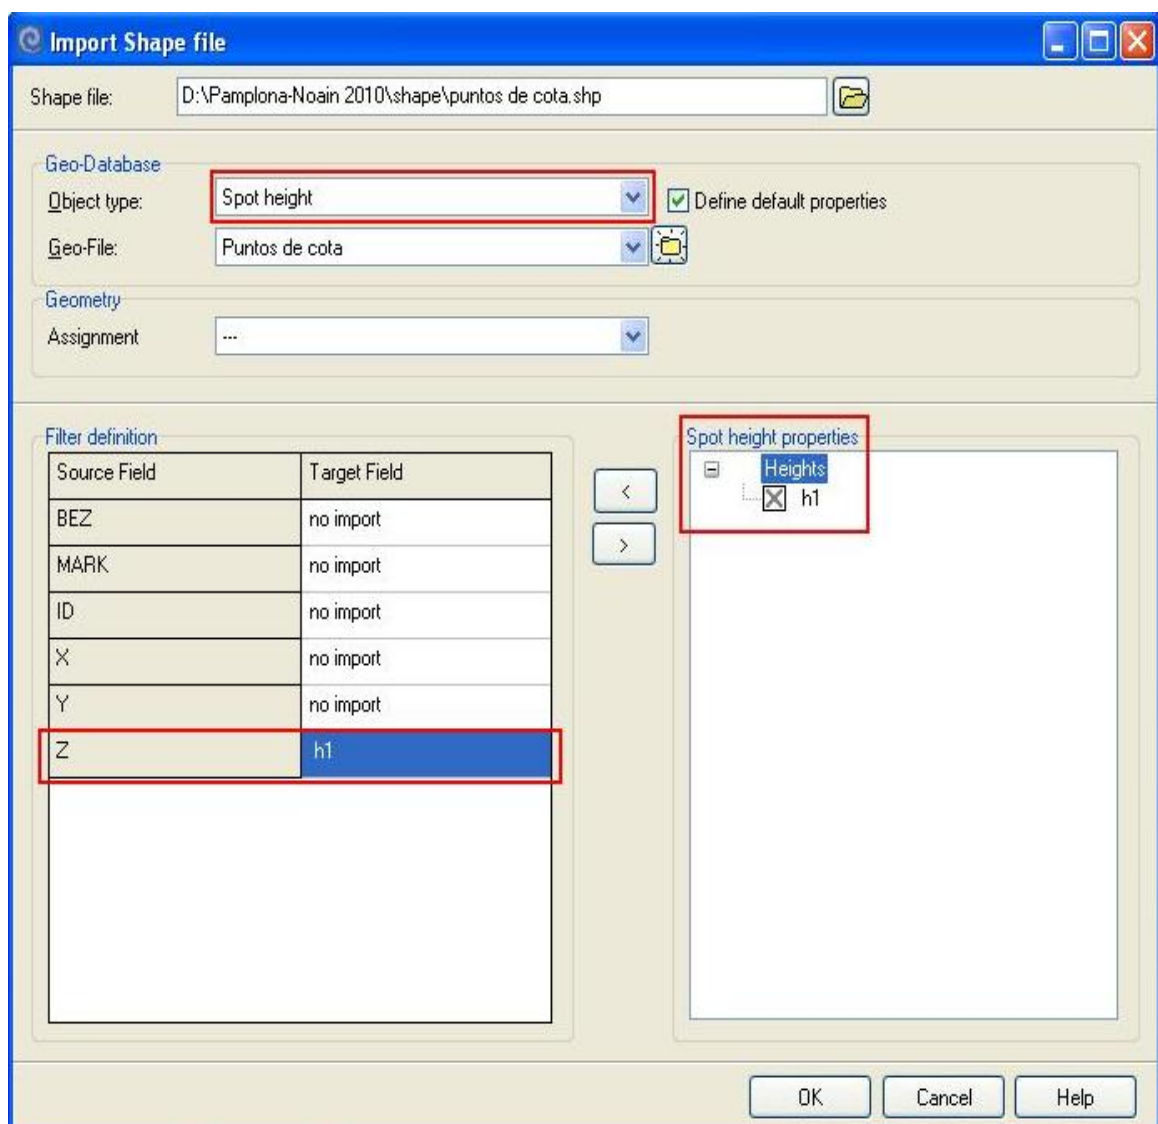 Import Shape file
Shape file: D:\Pamplona-Noain 2010\shape\puntos de cota.shp
Geo-Database
Object type: Spot height Define default properties
Geo-File: Puntos de cota
Geometry
Assignment ---
Filter definition
Source Field Target Field
BEZ no import
MARK no import
ID no import
X no import
Y no import
Z h1
<
>
Spot height properties
Heights
h1
OK Cancel Help